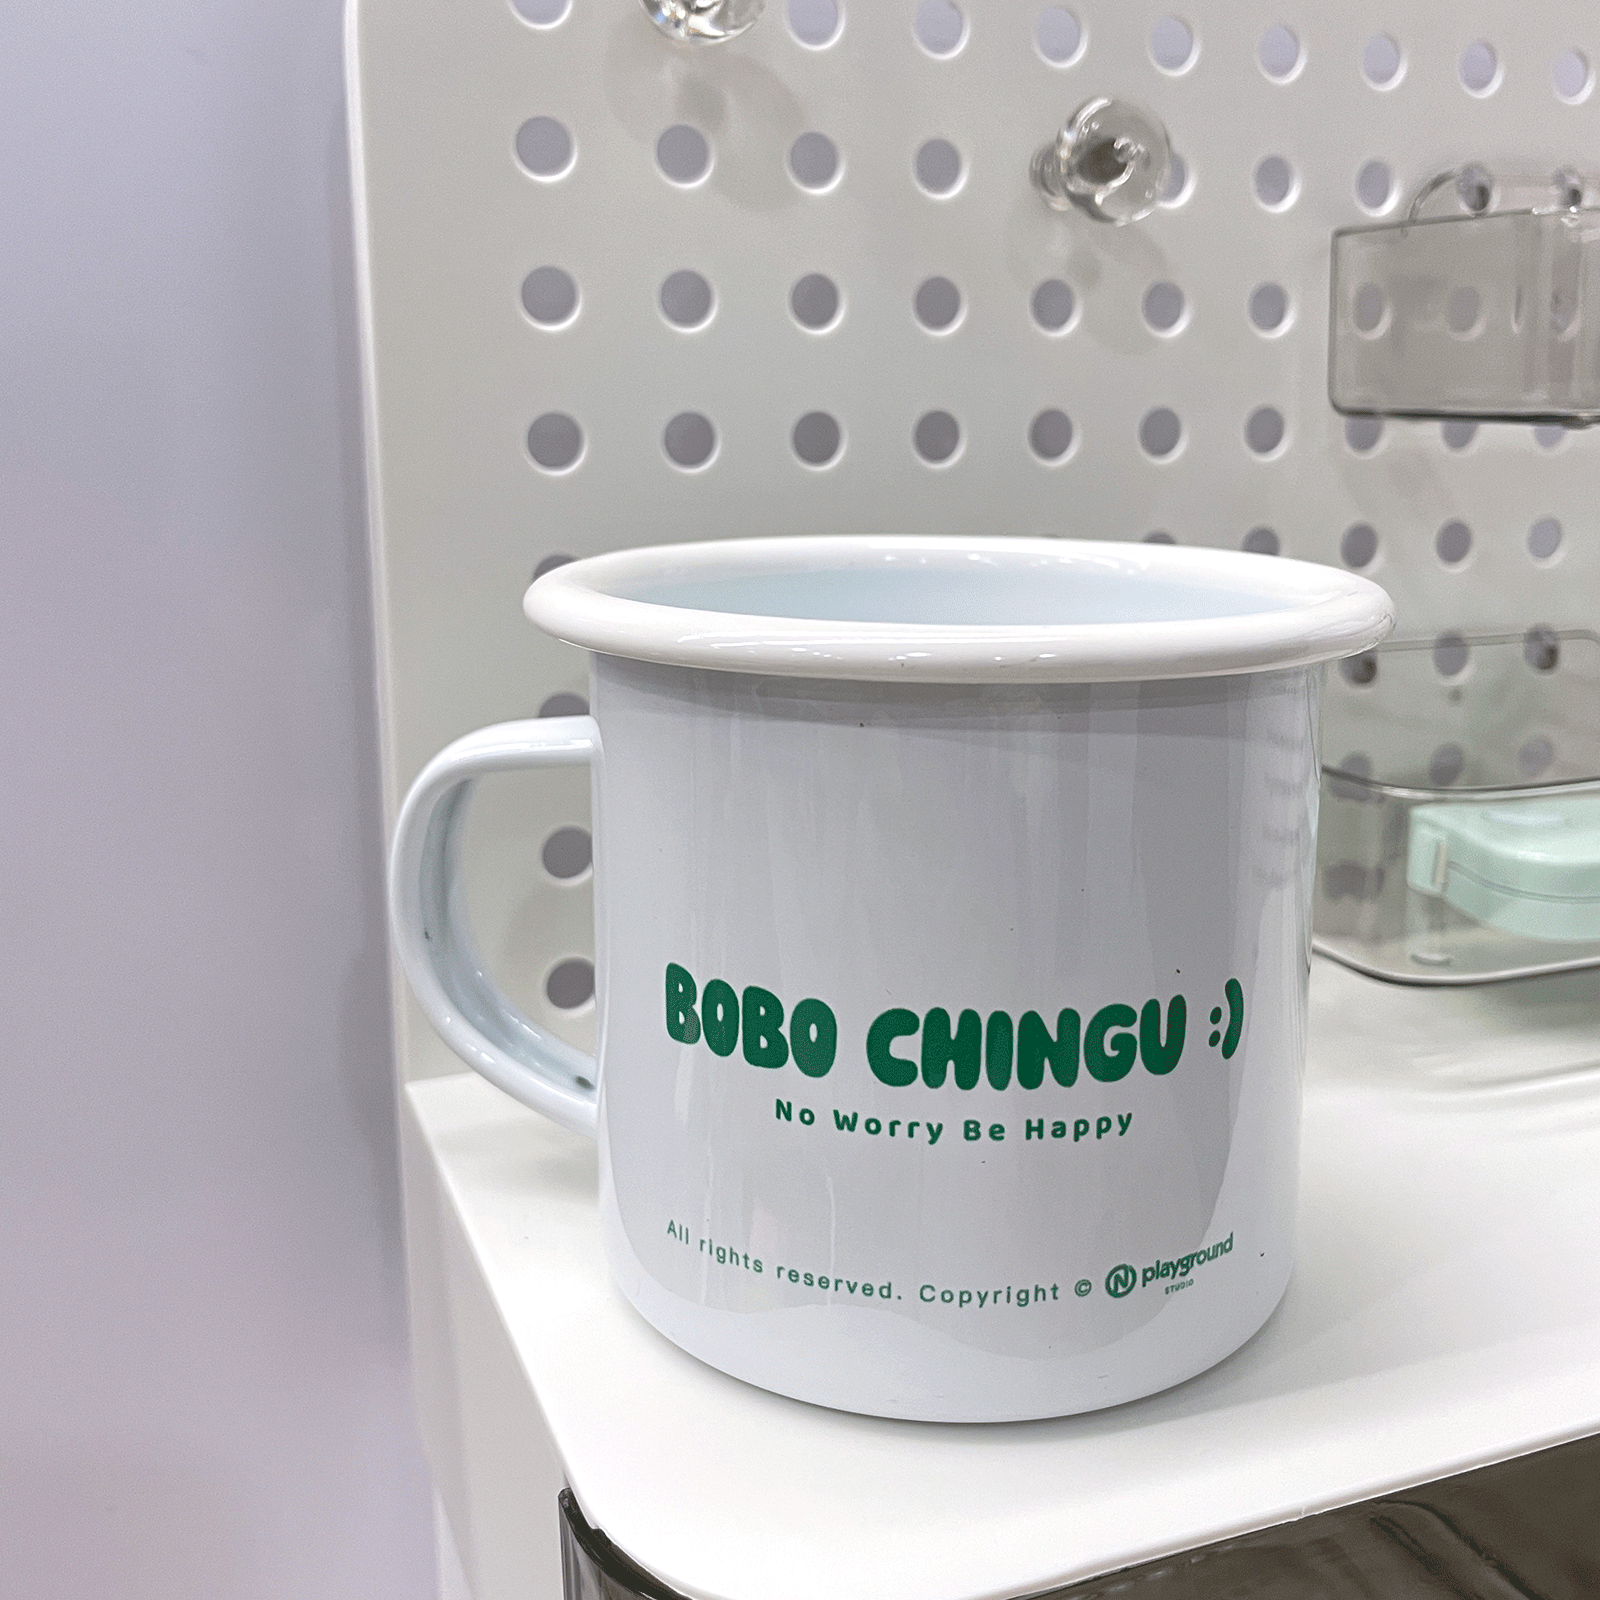 BOBO CHINGU :)
No Worry Be Happy
All rights reserved. Copyright © N playground
STUDIO